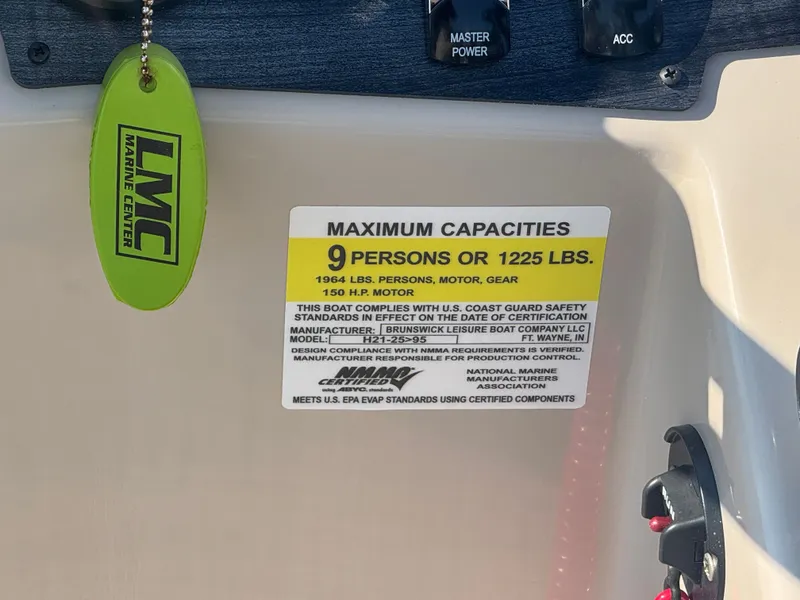 MASTER
POWER
ACC
LMC
MARINE CENTER
MAXIMUM CAPACITIES
9 PERSONS OR 1225 LBS.
1964 LBS. PERSONS, MOTOR, GEAR
150 H.P. MOTOR
THIS BOAT COMPLIES WITH U.S. COAST GUARD SAFETY
STANDARDS IN EFFECT ON THE DATE OF CERTIFICATION
MANUFACTURER: BRUNSWICK LEISURE BOAT COMPANY LLC
MODEL: H21-25>95 FT. WAYNE, IN
DESIGN COMPLIANCE WITH NMMA REQUIREMENTS IS VERIFIED.
MANUFACTURER RESPONSIBLE FOR PRODUCTION CONTROL.
NMMA
CERTIFIED
using ABYC. standards
NATIONAL MARINE
MANUFACTURERS
ASSOCIATION
MEETS U.S. EPA EVAP STANDARDS USING CERTIFIED COMPONENTS